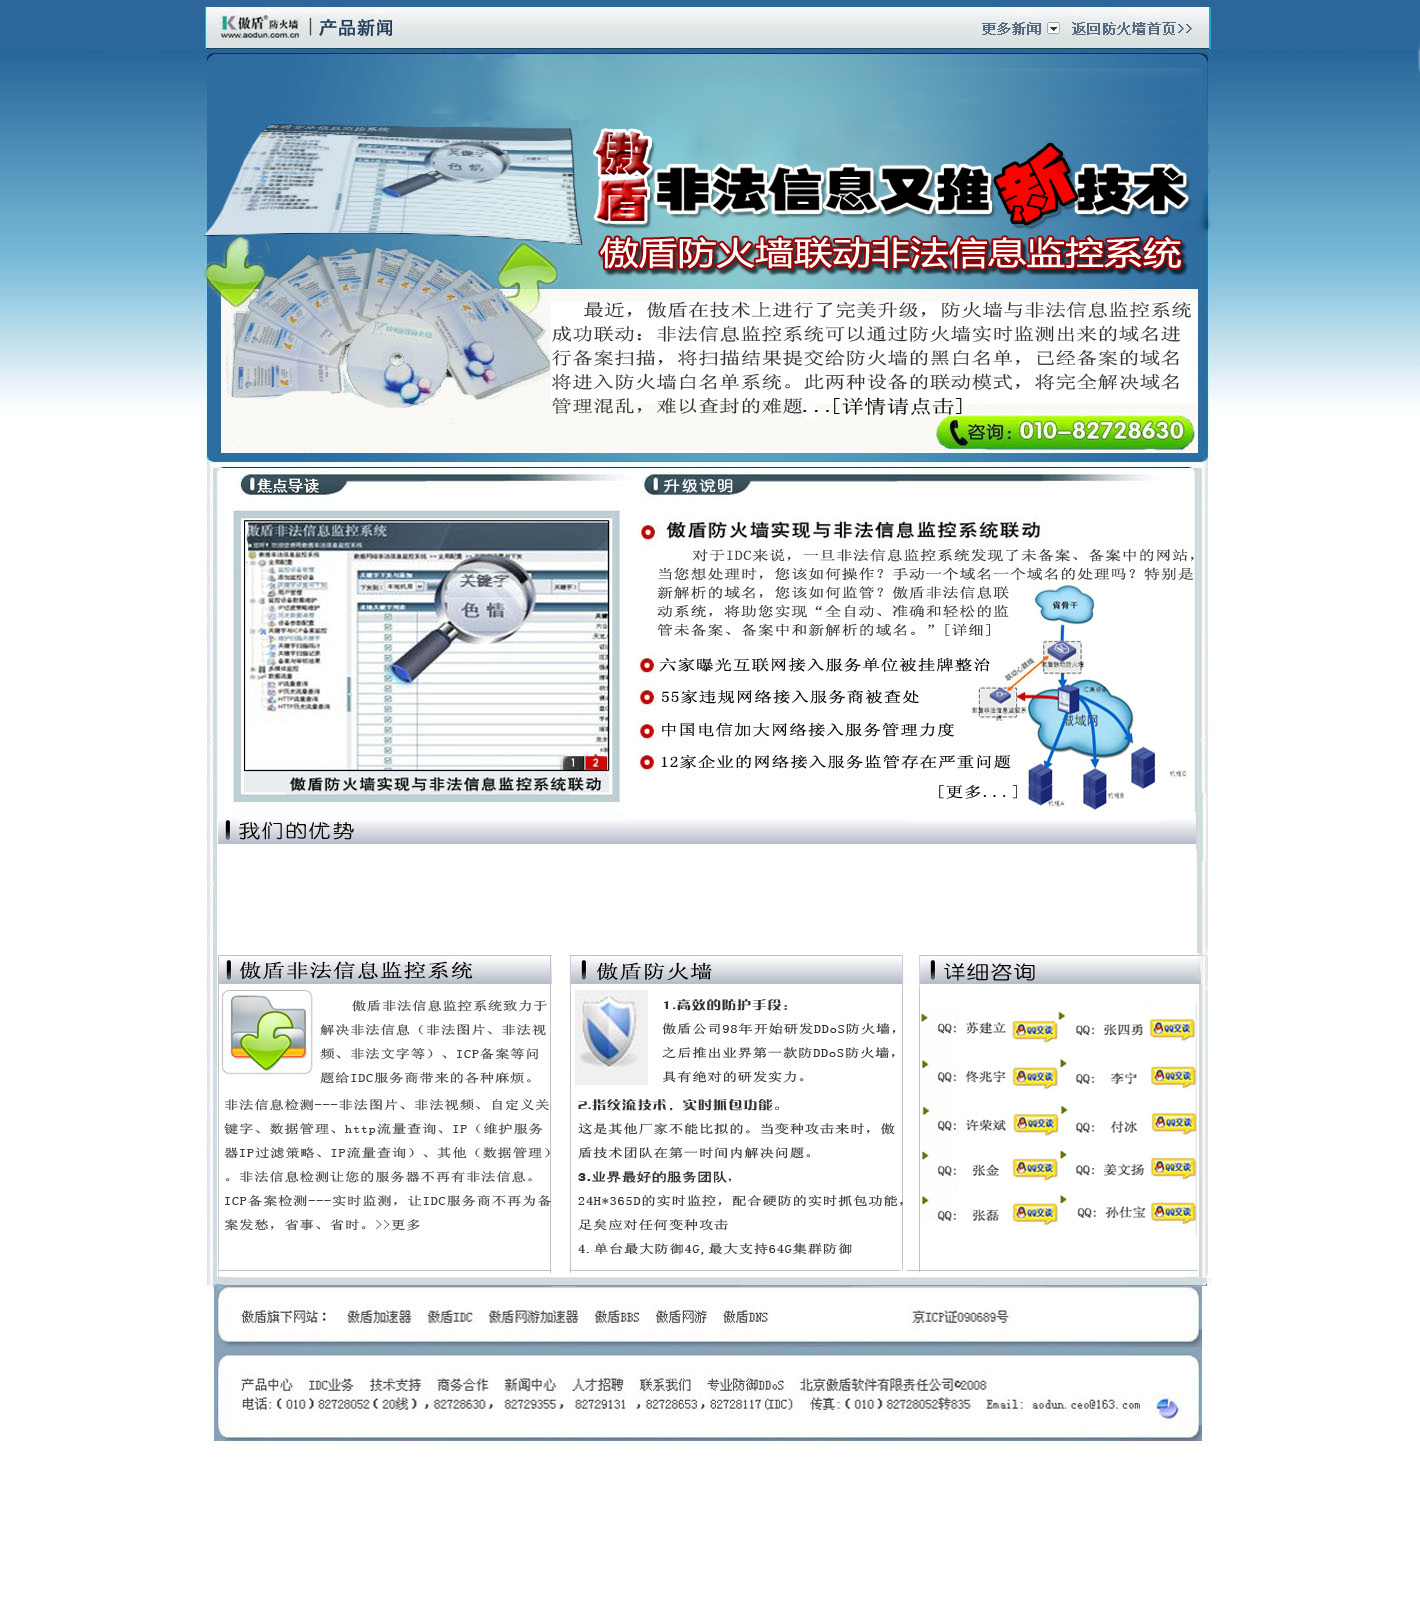 傲盾®防火墙
www.aodun.com.cn
产品新闻
更多新闻 返回防火墙首页>>
关键字
色情
傲盾
非法信息又推新技术
傲盾防火墙联动非法信息监控系统
最近，傲盾在技术上进行了完美升级，防火墙与非法信息监控系统
成功联动：非法信息监控系统可以通过防火墙实时监测出来的域名进
行备案扫描，将扫描结果提交给防火墙的黑白名单，已经备案的域名
将进入防火墙白名单系统。此两种设备的联动模式，将完全解决域名
管理混乱，难以查封的难题...[详情请点击]
咨询：010-82728630
焦点导读
升级说明
傲盾非法信息监控系统
关键字
色情
1 2
傲盾防火墙实现与非法信息监控系统联动
傲盾防火墙实现与非法信息监控系统联动
对于IDC来说，一旦非法信息监控系统发现了未备案、备案中的网站，
当您想处理时，您该如何操作？手动一个域名一个域名的处理吗？特别是
新解析的域名，您该如何监管？傲盾非法信息联
动系统，将助您实现“全自动、准确和轻松的监
管未备案、备案中和新解析的域名。”[详细]
六家曝光互联网接入服务单位被挂牌整治
55家违规网络接入服务商被查处
中国电信加大网络接入服务管理力度
12家企业的网络接入服务监管存在严重问题
[更多...]
省骨干
城域网
机楼A
机楼B
机楼C
我们的优势
傲盾非法信息监控系统
傲盾非法信息监控系统致力于
解决非法信息（非法图片、非法视
频、非法文字等）、ICP备案等问
题给IDC服务商带来的各种麻烦。
非法信息检测---非法图片、非法视频、自定义关
键字、数据管理、http流量查询、IP（维护服务
器IP过滤策略、IP流量查询）、其他（数据管理）
。非法信息检测让您的服务器不再有非法信息。
ICP备案检测---实时监测，让IDC服务商不再为备
案发愁，省事、省时。>>更多
傲盾防火墙
1.高效的防护手段：
傲盾公司98年开始研发DDoS防火墙，
之后推出业界第一款防DDoS防火墙，
具有绝对的研发实力。
2.指纹流技术，实时抓包功能。
这是其他厂家不能比拟的。当变种攻击来时，傲
盾技术团队在第一时间内解决问题。
3.业界最好的服务团队，
24H*365D的实时监控，配合硬防的实时抓包功能，
足矣应对任何变种攻击
4.单台最大防御4G,最大支持64G集群防御
详细咨询
QQ: 苏建立 QQ交谈 QQ: 张四勇 QQ交谈
QQ: 佟兆宇 QQ交谈 QQ: 李宁 QQ交谈
QQ: 许荣斌 QQ交谈 QQ: 付冰 QQ交谈
QQ: 张金 QQ交谈 QQ: 姜文扬 QQ交谈
QQ: 张磊 QQ交谈 QQ: 孙仕宝 QQ交谈
傲盾旗下网站： 傲盾加速器 傲盾IDC 傲盾网游加速器 傲盾BBS 傲盾网游 傲盾DNS 京ICP证090689号
产品中心 IDC业务 技术支持 商务合作 新闻中心 人才招聘 联系我们 专业防御DDoS 北京傲盾软件有限责任公司©2008
电话:（010）82728052（20线），82728630， 82729355， 82729131 ，82728653，82728117(IDC) 传真:（010）82728052转835 Email: aodun.ceo@163.com